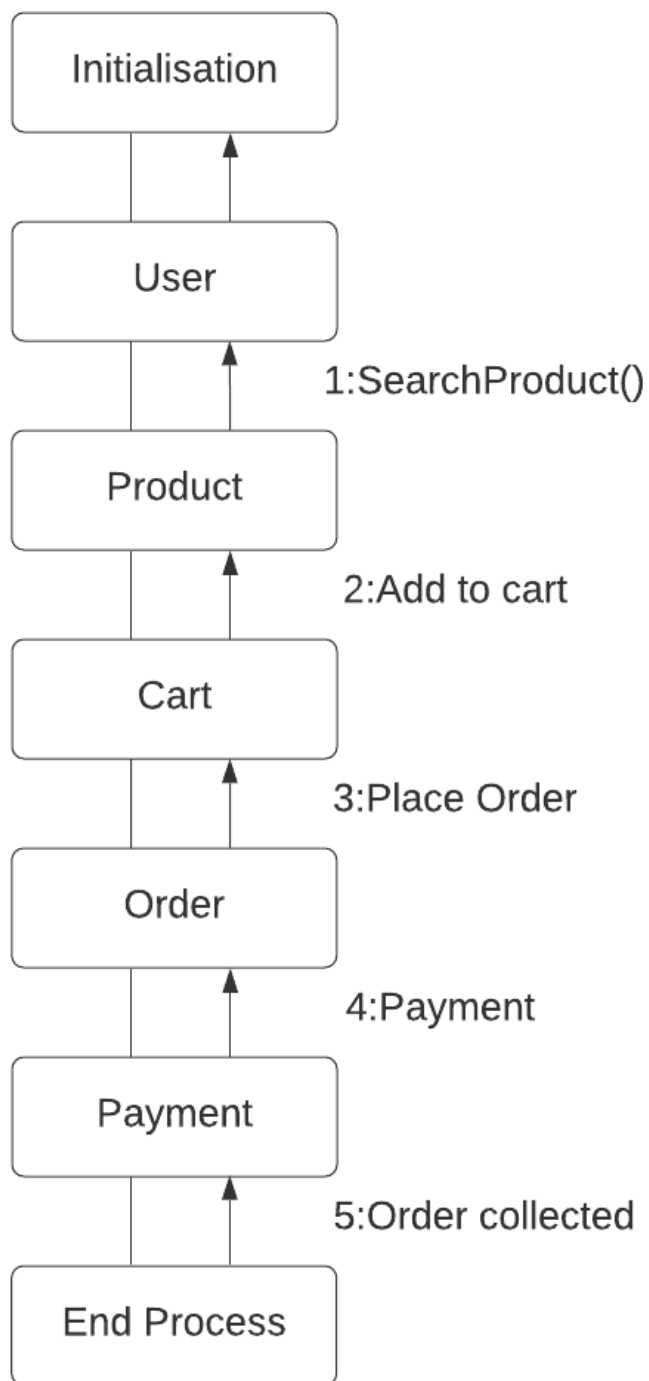 Initialisation
User
1:SearchProduct()
Product
2:Add to cart
Cart
3:Place Order
Order
4:Payment
Payment
5:Order collected
End Process